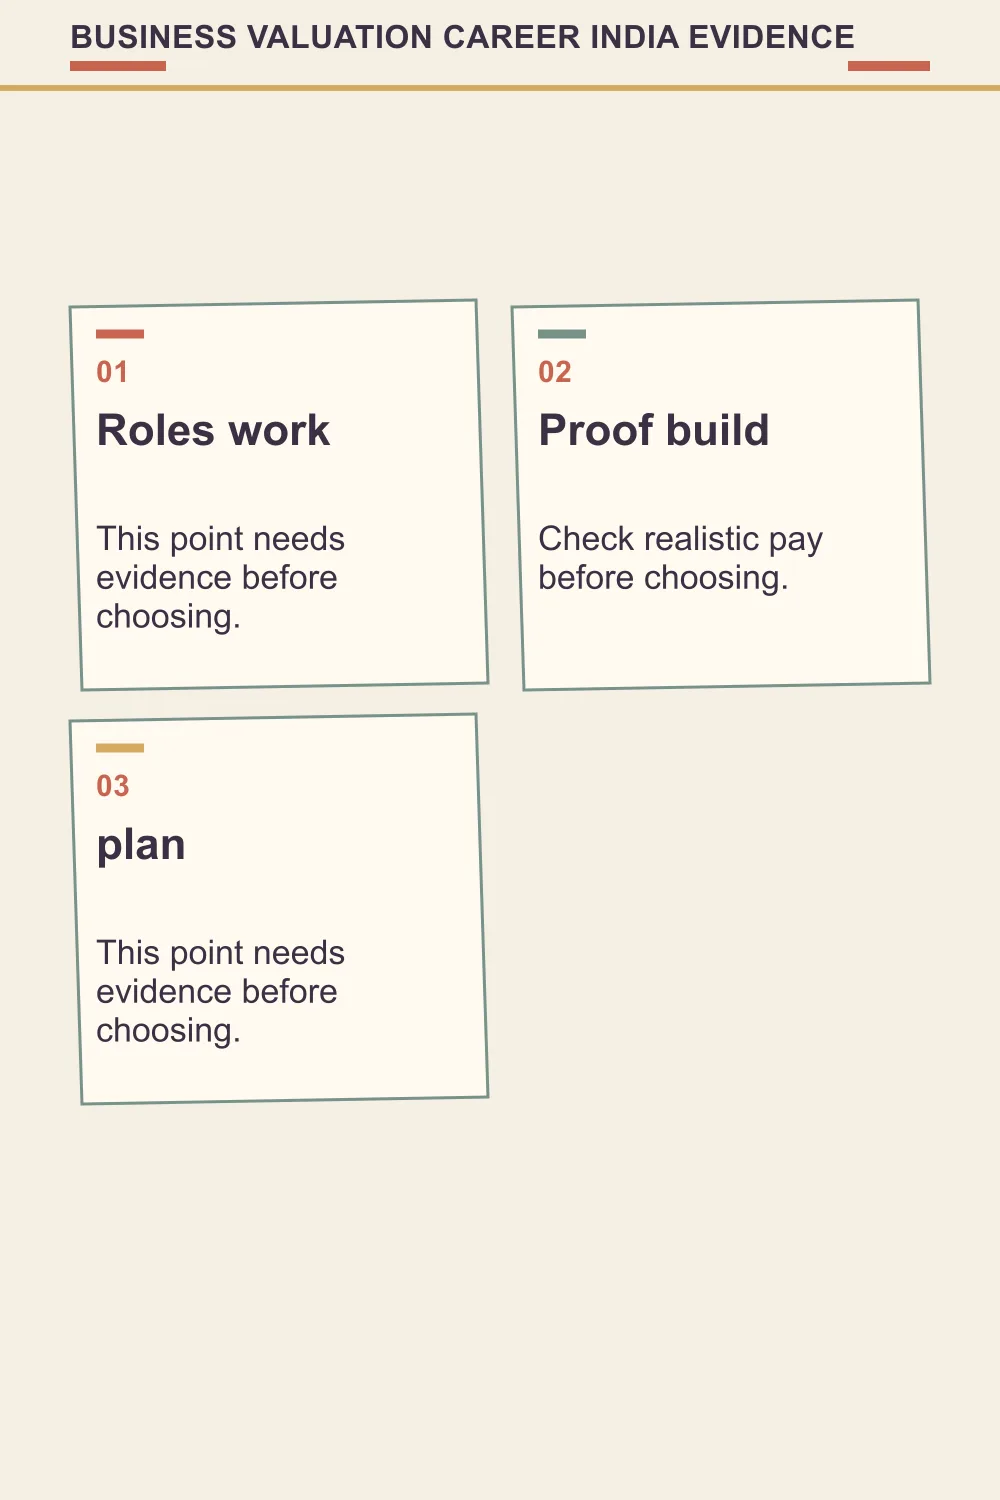 BUSINESS VALUATION CAREER INDIA EVIDENCE
01
Roles work
This point needs
evidence before
choosing.
02
Proof build
Check realistic pay
before choosing.
03
plan
This point needs
evidence before
choosing.